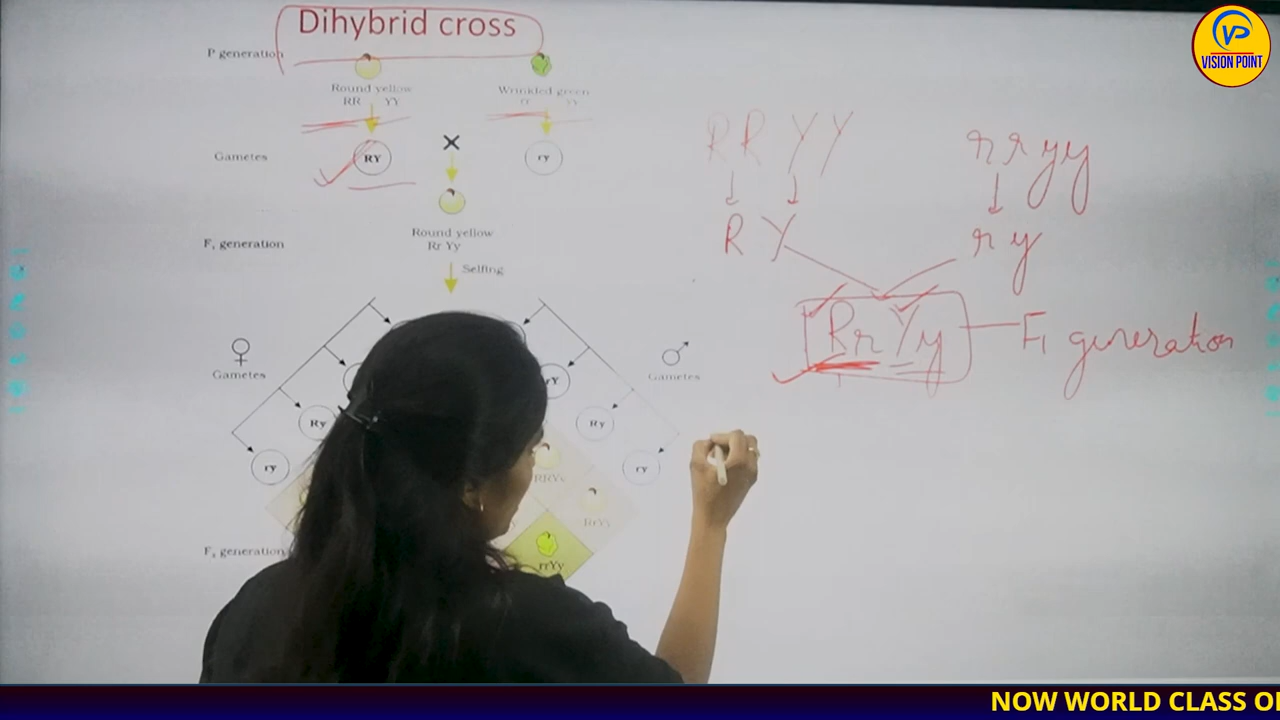 Dihybrid cross
P generation
Round yellow
RR YY
Wrinkled green
rr yy
Gametes
RY
×
ry
F₁ generation
Round yellow
Rr Yy
Selfing
♀
Gametes
♂
Gametes
rY
Ry
Ry
ry
ry
RrYy
rrYy
F₂ generation
R R Y Y
r r y y
R Y
r y
Rr Yy
F₁ generation
VP
VISION POINT
NOW WORLD CLASS